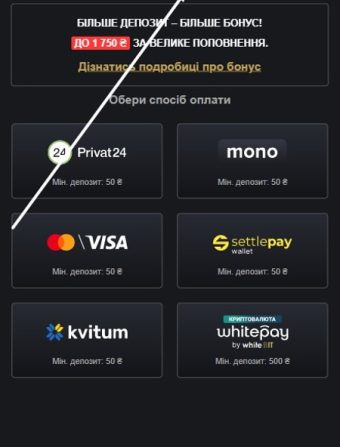 БІЛЬШЕ ДЕПОЗИТ – БІЛЬШЕ БОНУС!
ДО 1 750 ₴ ЗА ВЕЛИКЕ ПОПОВНЕННЯ.
Дізнатись подробиці про бонус
Обери спосіб оплати
24 Privat24
mono
Мін. депозит: 50 ₴
Мін. депозит: 50 ₴
VISA
settlepay
wallet
Мін. депозит: 50 ₴
Мін. депозит: 50 ₴
kvitum
КРИПТОВАЛЮТА
whitepay
by white BIT
Мін. депозит: 50 ₴
Мін. депозит: 500 ₴